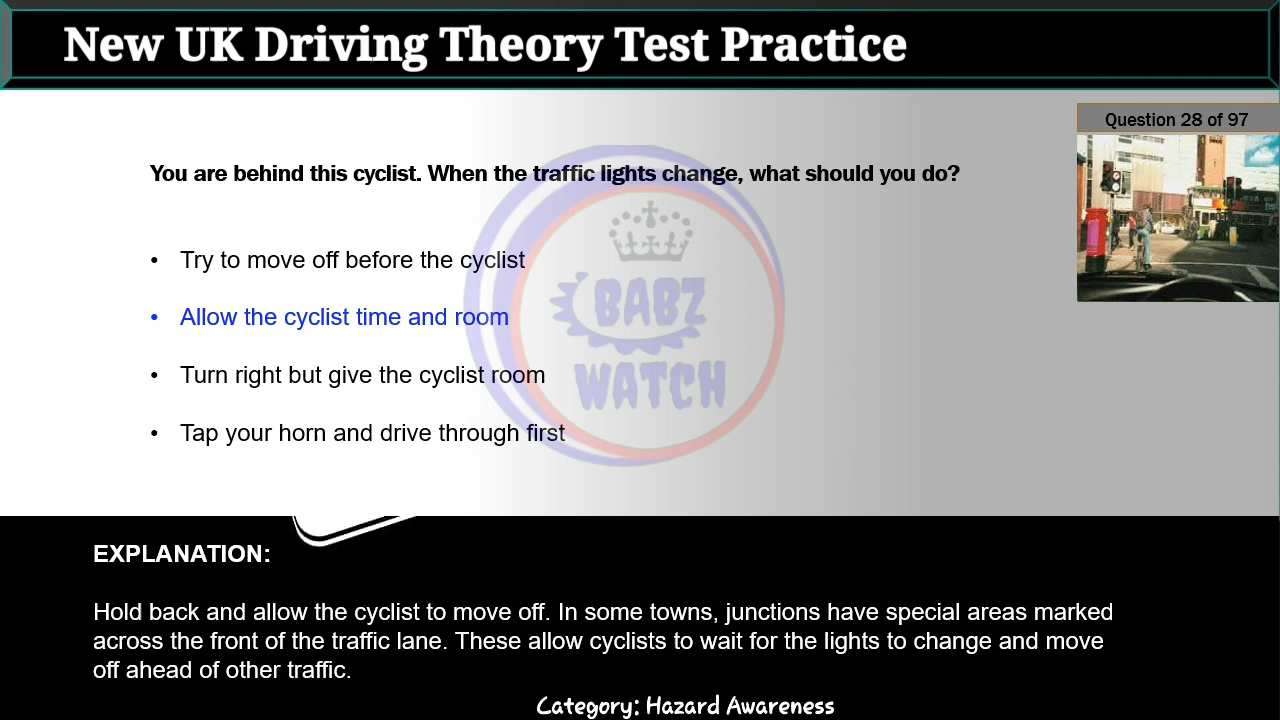 New UK Driving Theory Test Practice
Question 28 of 97
You are behind this cyclist. When the traffic lights change, what should you do?
• Try to move off before the cyclist
• Allow the cyclist time and room
• Turn right but give the cyclist room
• Tap your horn and drive through first
BABZ
WATCH
EXPLANATION:
Hold back and allow the cyclist to move off. In some towns, junctions have special areas marked
across the front of the traffic lane. These allow cyclists to wait for the lights to change and move
off ahead of other traffic.
Category: Hazard Awareness